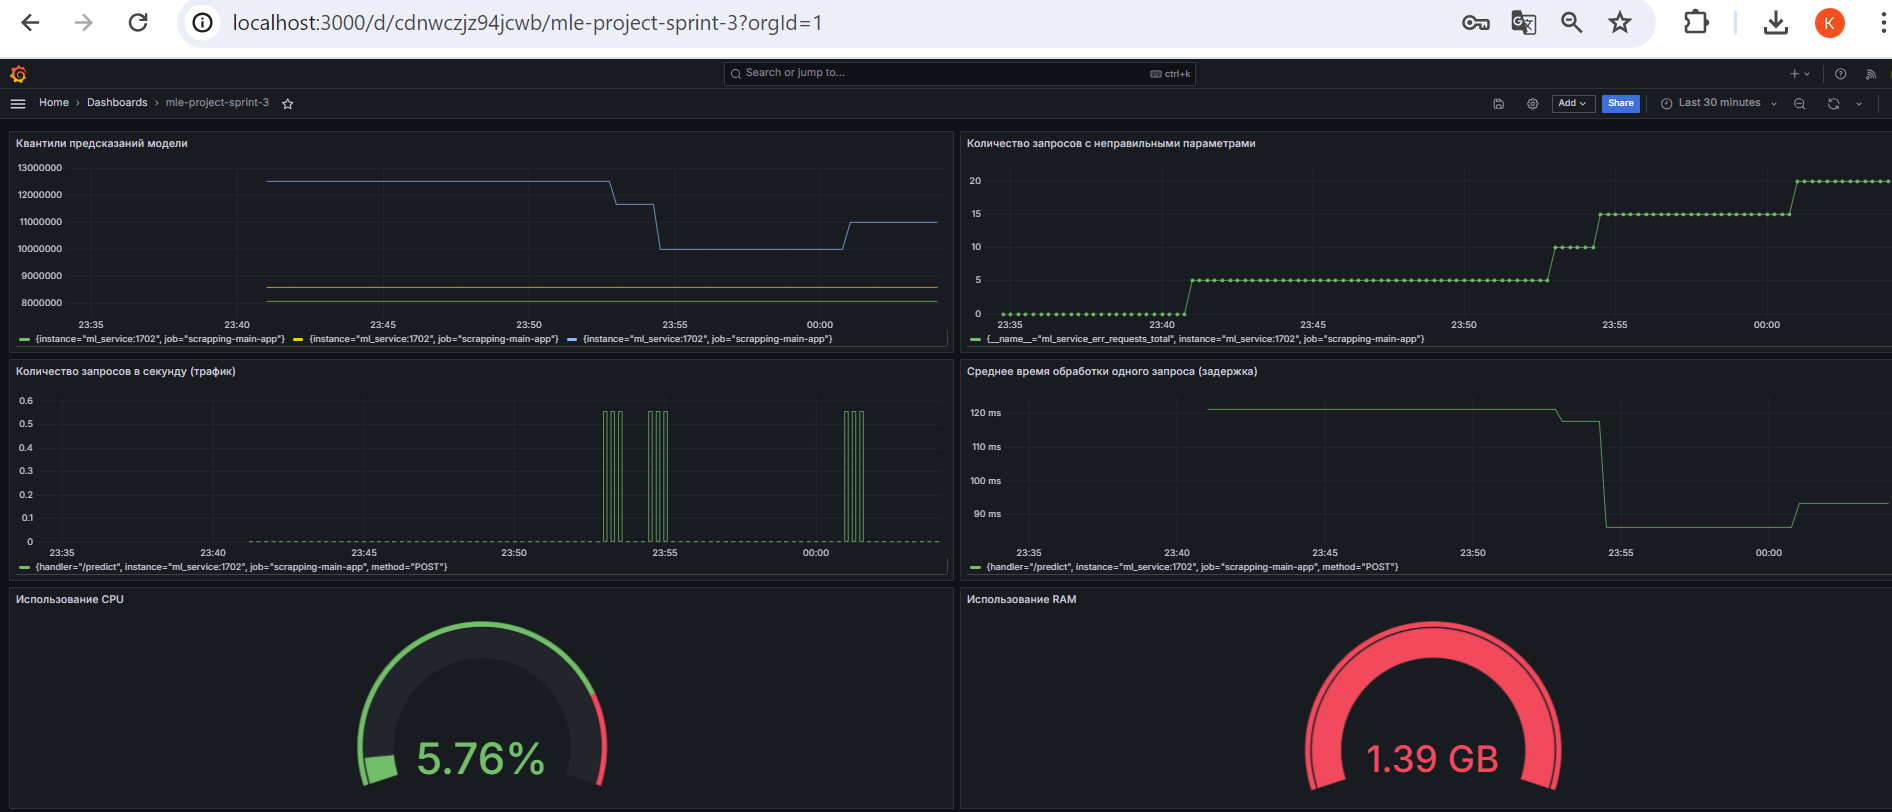 localhost:3000/d/cdnwczjz94jcwb/mle-project-sprint-3?orgId=1
K
Search or jump to...
ctrl+k
Home › Dashboards › mle-project-sprint-3
Add
Share
Last 30 minutes
Квантили предсказаний модели
13000000
12000000
11000000
10000000
9000000
8000000
23:35 23:40 23:45 23:50 23:55 00:00
{instance="ml_service:1702", job="scrapping-main-app"} {instance="ml_service:1702", job="scrapping-main-app"} {instance="ml_service:1702", job="scrapping-main-app"}
Количество запросов с неправильными параметрами
20
15
10
5
0
23:35 23:40 23:45 23:50 23:55 00:00
{__name__="ml_service_err_requests_total", instance="ml_service:1702", job="scrapping-main-app"}
Количество запросов в секунду (трафик)
0.6
0.5
0.4
0.3
0.2
0.1
0
23:35 23:40 23:45 23:50 23:55 00:00
{handler="/predict", instance="ml_service:1702", job="scrapping-main-app", method="POST"}
Среднее время обработки одного запроса (задержка)
120 ms
110 ms
100 ms
90 ms
23:35 23:40 23:45 23:50 23:55 00:00
{handler="/predict", instance="ml_service:1702", job="scrapping-main-app", method="POST"}
Использование CPU
5.76%
Использование RAM
1.39 GB